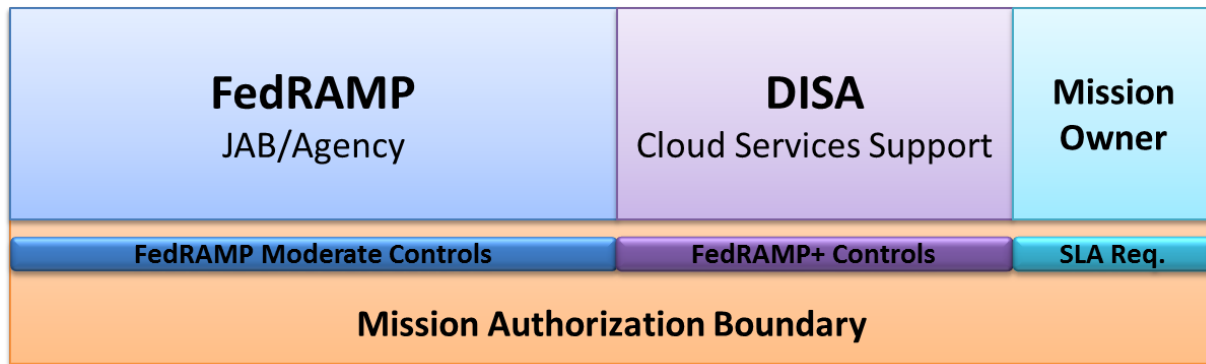 FedRAMP
JAB/Agency
DISA
Cloud Services Support
Mission
Owner
FedRAMP Moderate Controls
FedRAMP+ Controls
SLA Req.
Mission Authorization Boundary